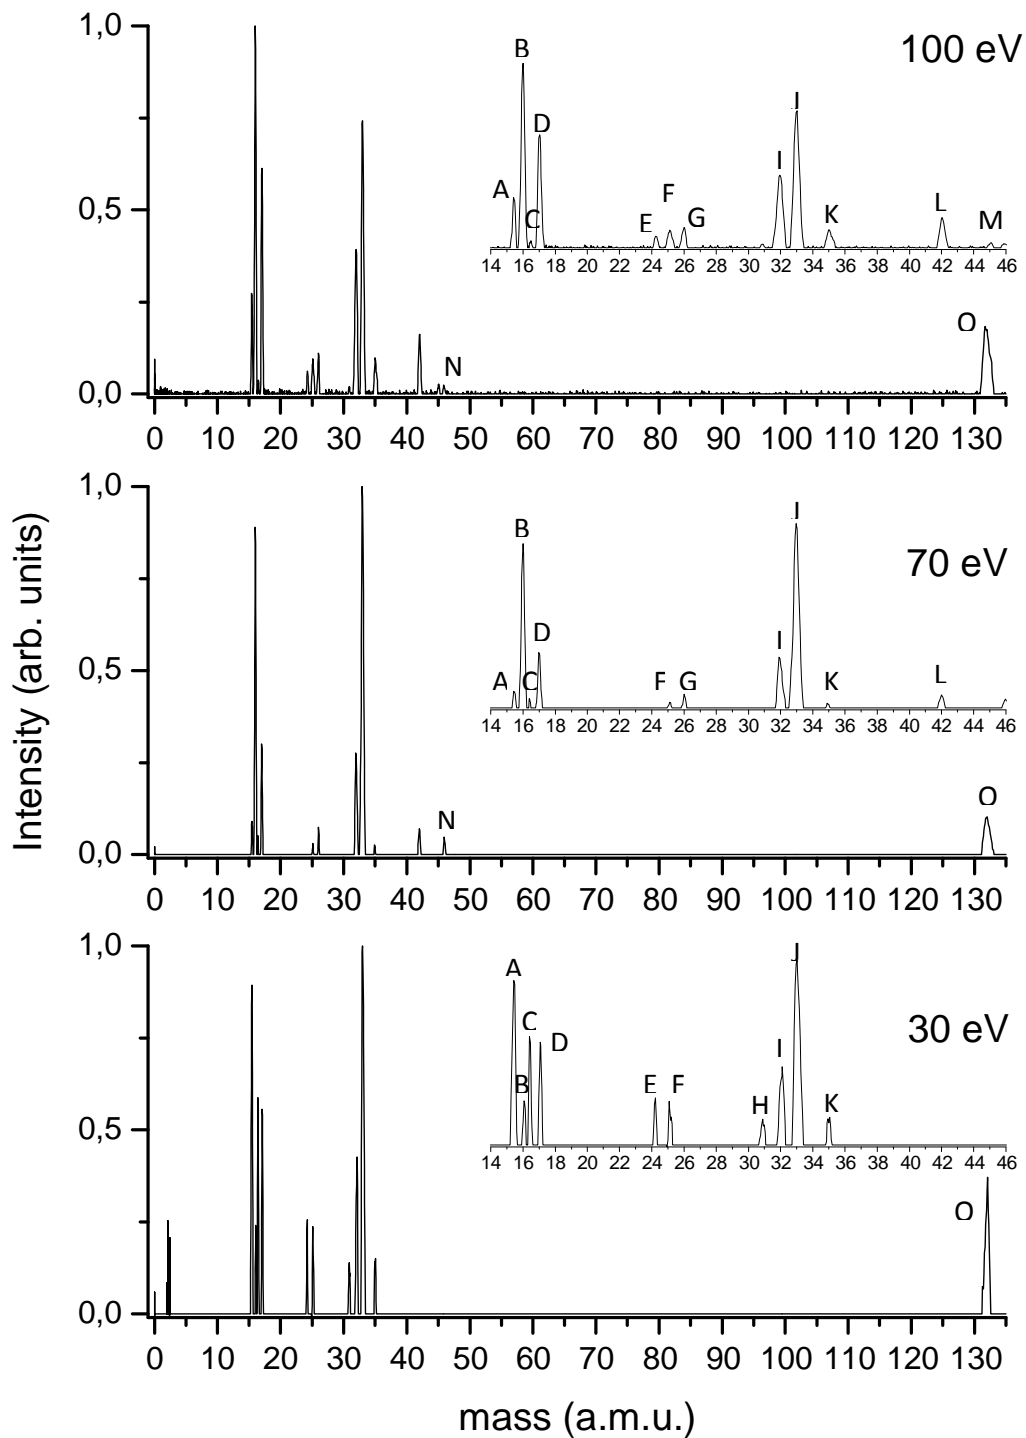 1,0
100 eV
B
D
A
C
E
F
G
I
J
K
L
M
14 16 18 20 22 24 26 28 30 32 34 36 38 40 42 44 46
0,5
N
O
0,0
0 10 20 30 40 50 60 70 80 90 100 110 120 130
1,0
70 eV
B
D
A
C
F
G
I
J
K
L
14 16 18 20 22 24 26 28 30 32 34 36 38 40 42 44 46
0,5
N
O
0,0
0 10 20 30 40 50 60 70 80 90 100 110 120 130
Intensity (arb. units)
1,0
30 eV
A
C
D
B
E
F
H
I
J
K
14 16 18 20 22 24 26 28 30 32 34 36 38 40 42 44 46
0,5
O
0,0
0 10 20 30 40 50 60 70 80 90 100 110 120 130
mass (a.m.u.)